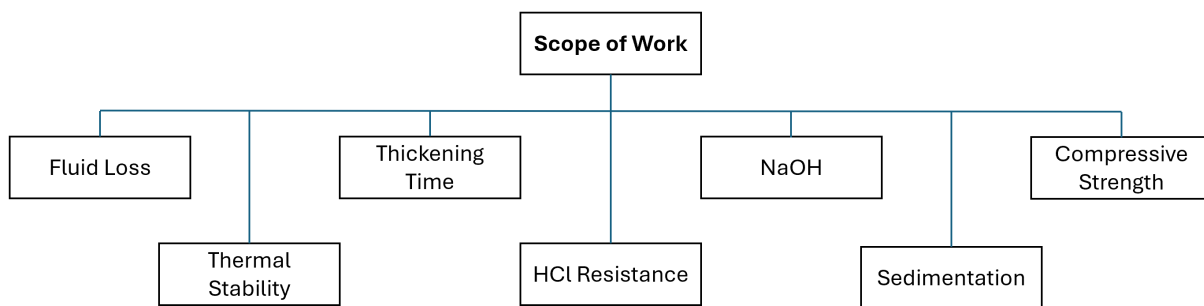 Scope of Work
Fluid Loss
Thickening
Time
NaOH
Compressive
Strength
Thermal
Stability
HCl Resistance
Sedimentation